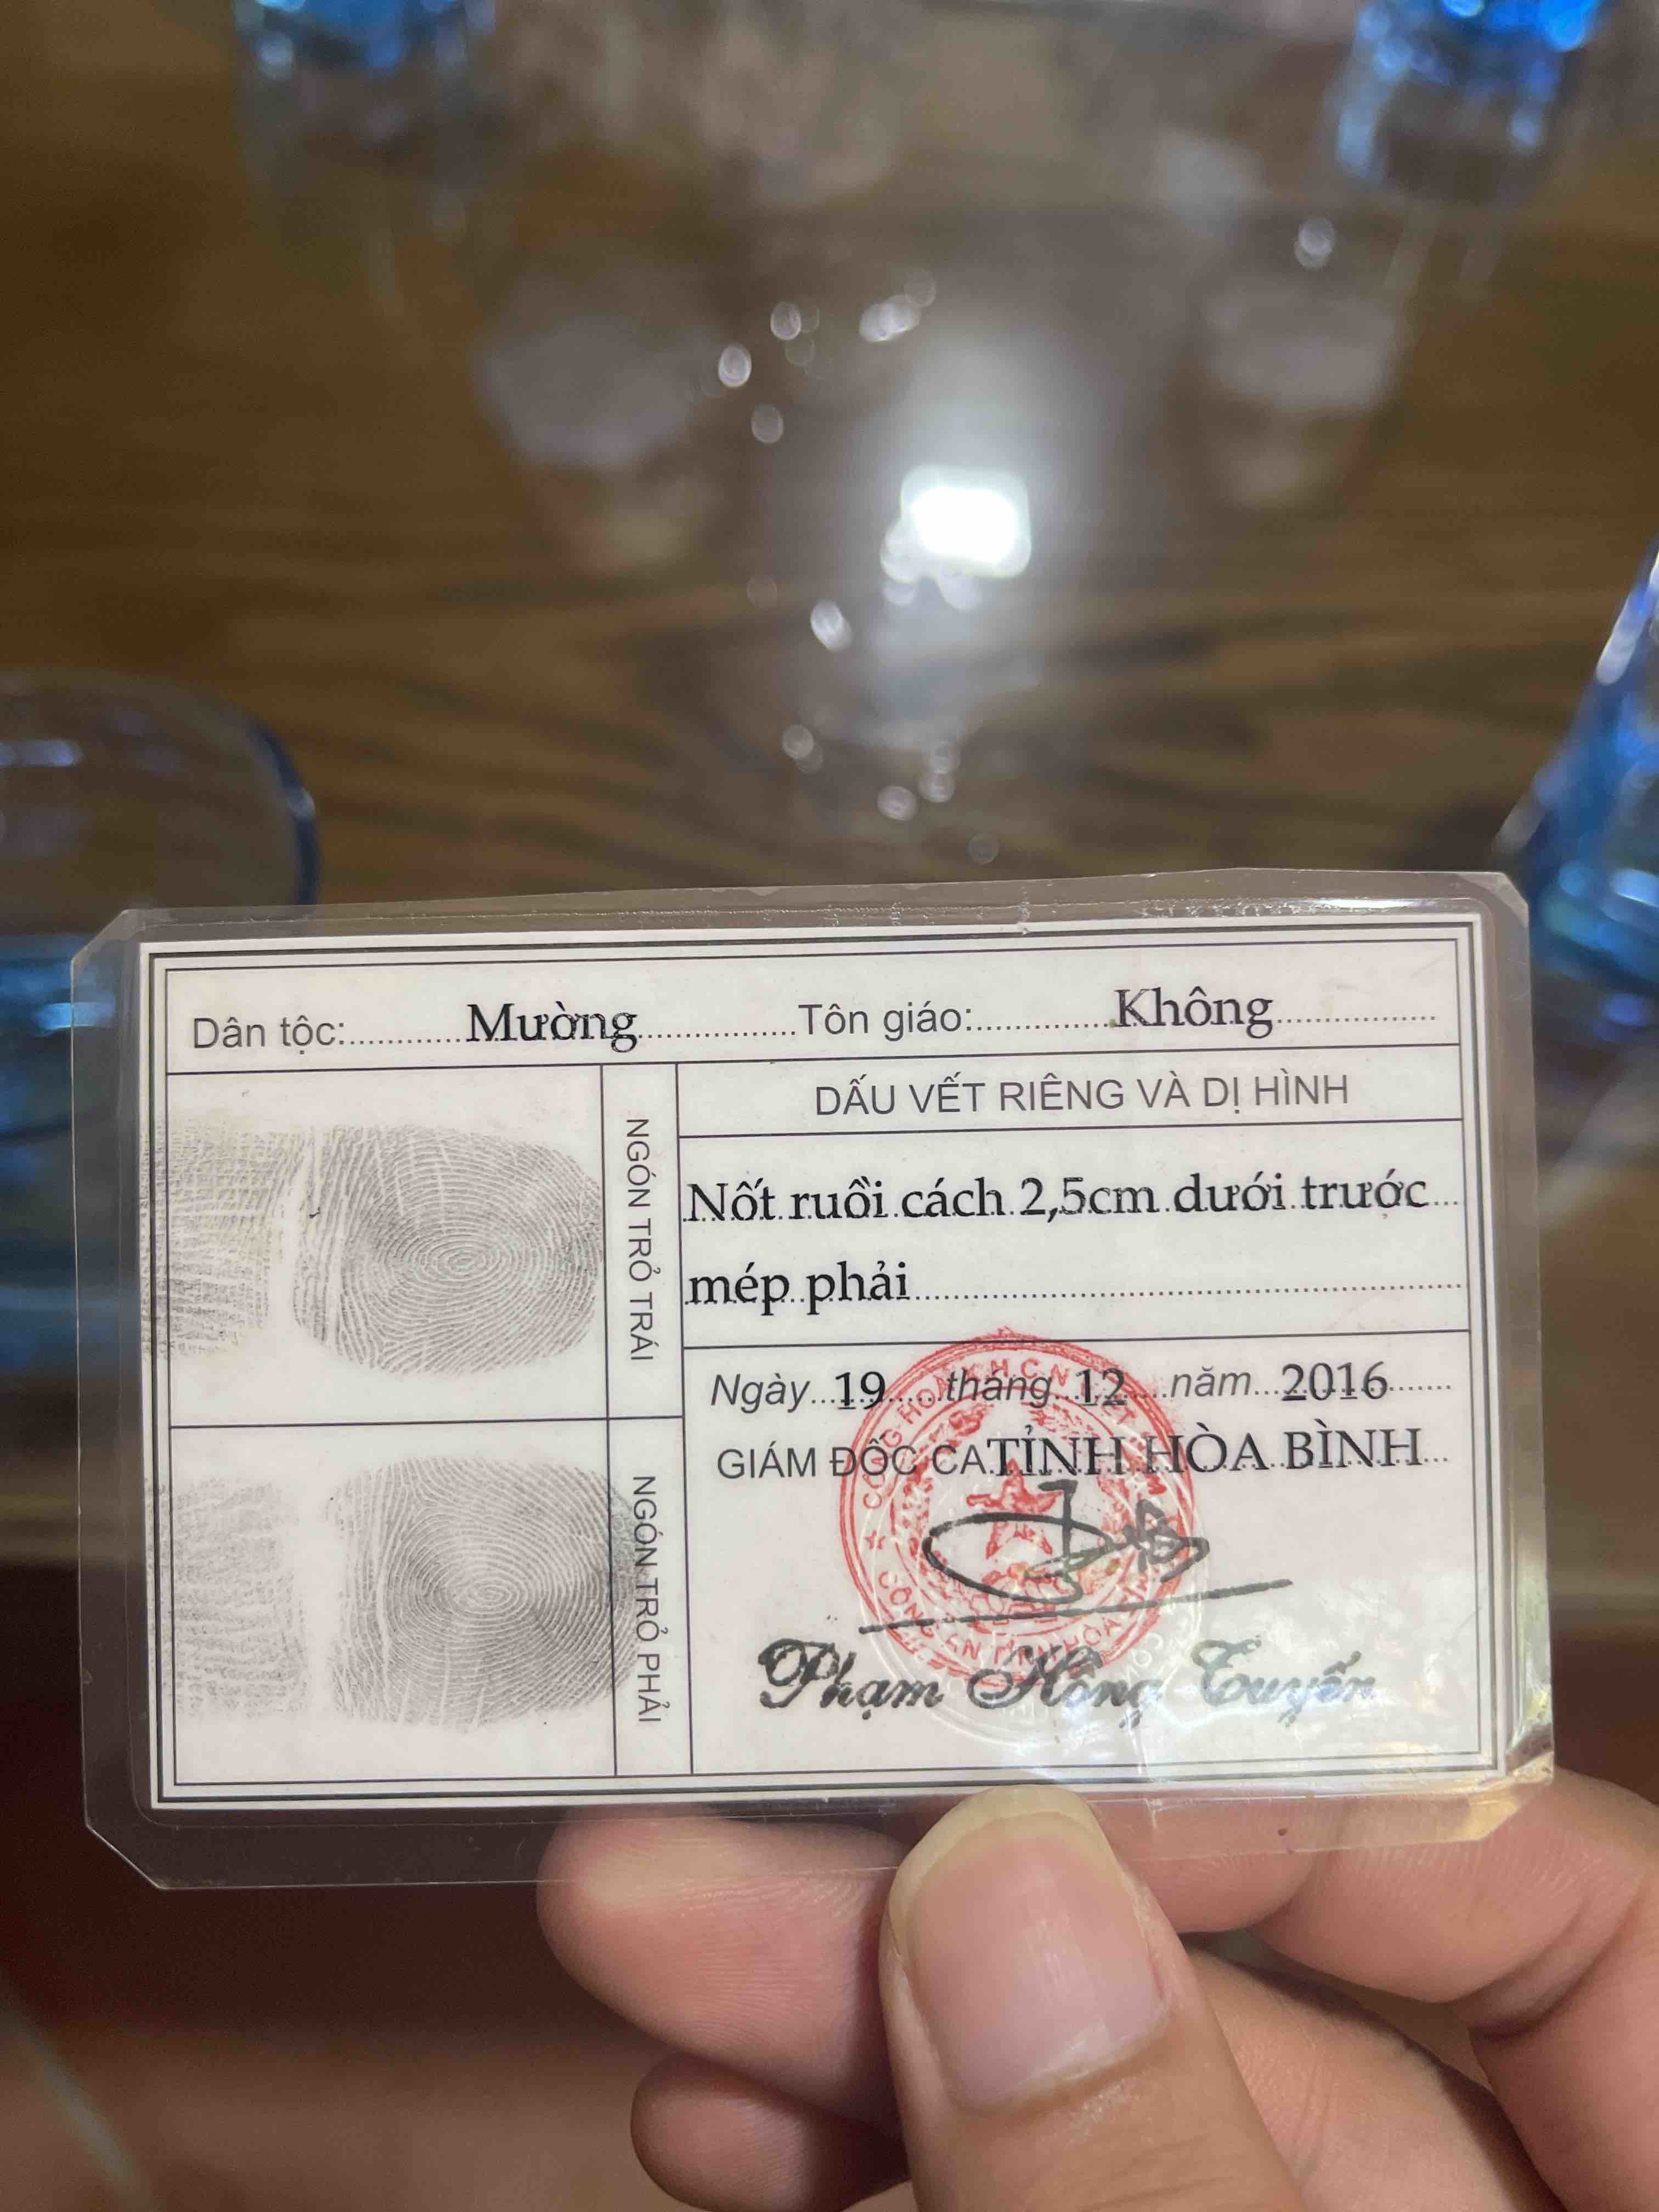 Dân tộc: Mường Tôn giáo: Không
NGÓN TRỎ TRÁI
DẤU VẾT RIÊNG VÀ DỊ HÌNH
Nốt ruồi cách 2,5cm dưới trước
mép phải
NGÓN TRỎ PHẢI
Ngày 19 tháng 12 năm 2016
GIÁM ĐỐC CA TỈNH HÒA BÌNH
Phạm Hồng Tuyến